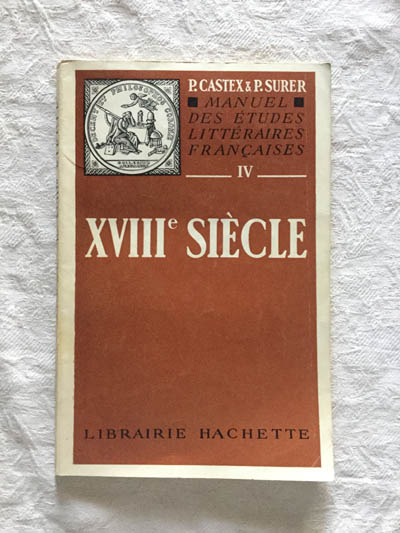 P. CASTEX & P. SURER
MANUEL
DES ÉTUDES
LITTÉRAIRES
FRANÇAISES
IV
XVIIIe SIÈCLE
LIBRAIRIE HACHETTE